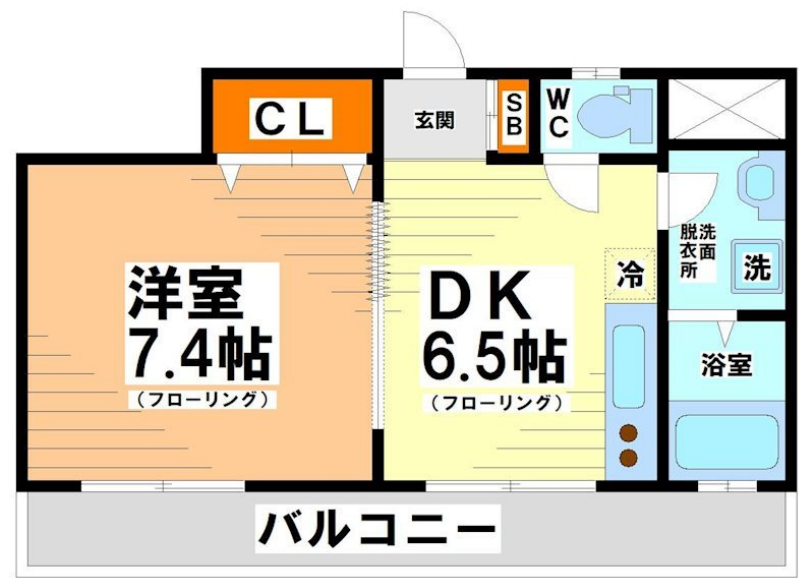 CL
玄関
SB
WC
洋室
7.4帖
(フローリング)
DK
6.5帖
(フローリング)
冷
洗面
脱衣所
洗
浴室
バルコニー